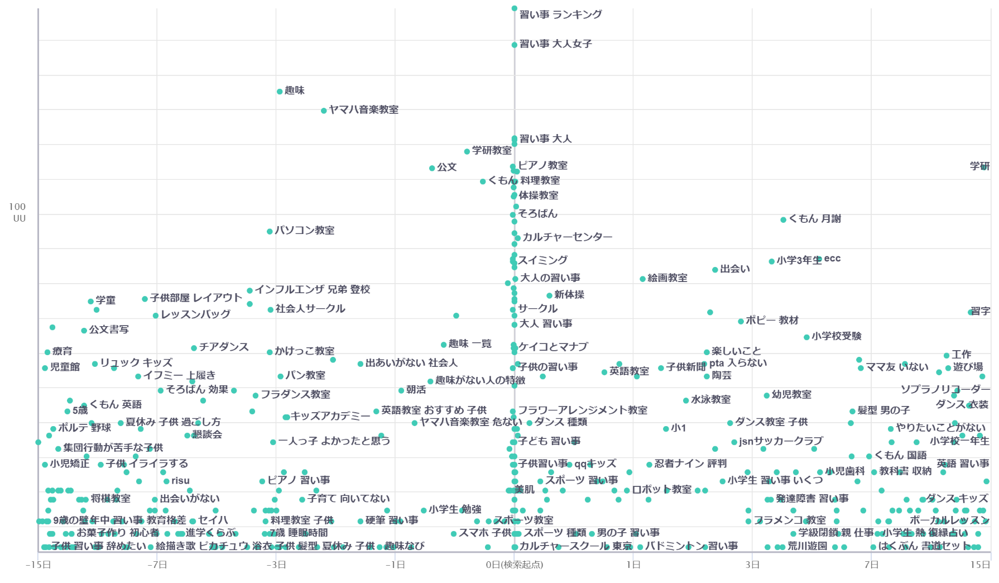 習い事 ランキング
習い事 大人女子
趣味
ヤマハ音楽教室
習い事 大人
学研教室
ピアノ教室
学研
公文
くもん
料理教室
体操教室
100
UU
そろばん
くもん 月謝
パソコン教室
カルチャーセンター
スイミング
小学3年生
ecc
出会い
大人の習い事
絵画教室
インフルエンザ 兄弟 登校
新体操
子供部屋 レイアウト
学童
社会人サークル
サークル
習字
レッスンバッグ
ポピー 教材
大人 習い事
公文書写
小学校受験
趣味 一覧
チアダンス
ケイコとマナブ
療育
かけっこ教室
楽しいこと
工作
リュック キッズ
出あいがない 社会人
pta 入らない
児童館
子供の習い事
子供新聞
ママ友 いない
遊び場
英語教室
イフミー 上履き
パン教室
陶芸
趣味がない人の特徴
そろばん 効果
朝活
ソプラノリコーダー
フラダンス教室
幼児教室
水泳教室
くもん 英語
ダンス 衣装
5歳
英語教室 おすすめ 子供
フラワーアレンジメント教室
髪型 男の子
キッズアカデミー
夏休み 子供 過ごし方
ヤマハ音楽教室 危ない
ダンス 種類
ダンス教室 子供
ポルテ 野球
小1
やりたいことがない
懇談会
一人っ子 よかったと思う
子ども 習い事
jsnサッカークラブ
小学校一年生
集団行動が苦手な子供
くもん 国語
小児矯正
子供 イライラする
子供習い事
qqキッズ
忍者ナイン 評判
英語 習い事
小児歯科
教科書 収納
risu
ピアノ 習い事
スポーツ 習い事
小学生 習い事 いくつ
美肌
ロボット教室
将棋教室
出会いがない
子育て 向いてない
発達障害 習い事
ダンス キッズ
小学生 勉強
9歳の壁
年中 習い事
教育格差
セイハ
料理教室 子供
硬筆 習い事
スポーツ教室
フラメンコ 教室
ボーカルレッスン
お菓子作り 初心者
進学くらぶ
7歳 睡眠時間
スマホ 子供
スポーツ 種類
男の子 習い事
学級閉鎖 親 仕事
小学生 熱
復縁占い
子供 習い事 辞めたい
絵描き歌 ピカチュウ
浴衣 子供 髪型
夏休み 子供
趣味なび
カルチャースクール 東京
バドミントン 習い事
荒川遊園
はくぶん 書道セット
-15日
-7日
-3日
-1日
0日(検索起点)
1日
3日
7日
15日